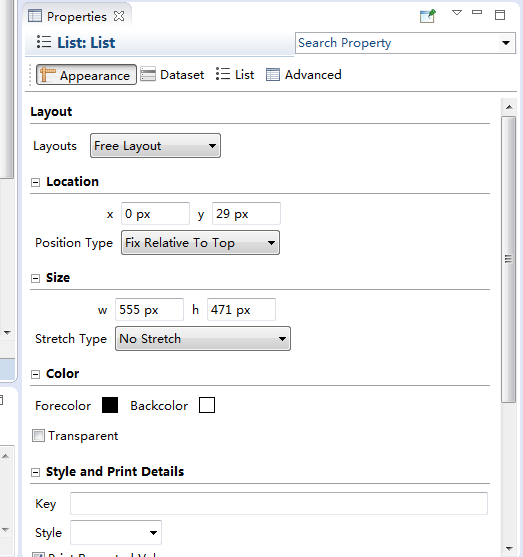 Properties
List: List
Search Property
Appearance Dataset List Advanced
Layout
Layouts Free Layout
Location
x 0 px y 29 px
Position Type Fix Relative To Top
Size
w 555 px h 471 px
Stretch Type No Stretch
Color
Forecolor Backcolor
Transparent
Style and Print Details
Key
Style
Print Repeated Values